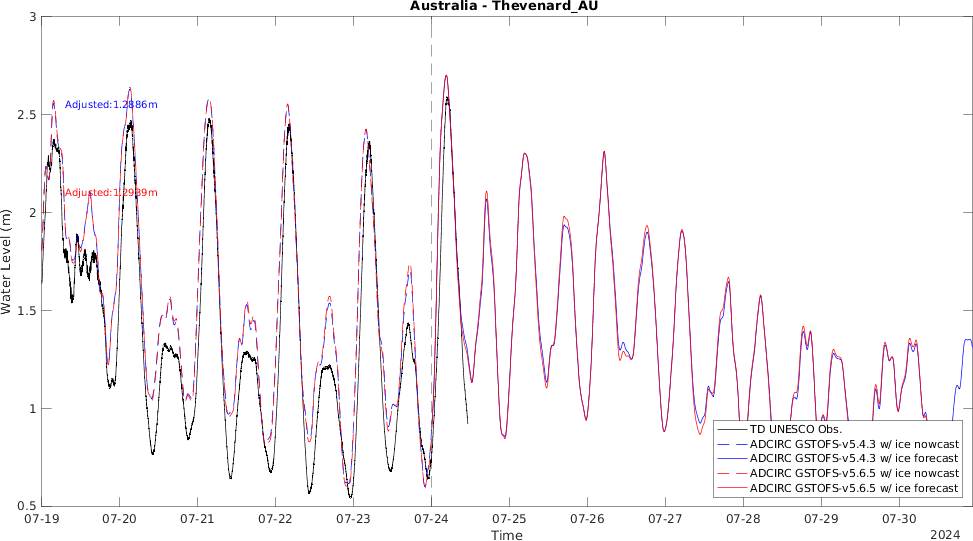 Australia - Thevenard_AU
3
2.5
2
1.5
1
0.5
Water Level (m)
Adjusted:1.2886m
Adjusted:1.2939m
TD UNESCO Obs.
ADCIRC GSTOFS-v5.4.3 w/ ice nowcast
ADCIRC GSTOFS-v5.4.3 w/ ice forecast
ADCIRC GSTOFS-v5.6.5 w/ ice nowcast
ADCIRC GSTOFS-v5.6.5 w/ ice forecast
07-19 07-20 07-21 07-22 07-23 07-24 07-25 07-26 07-27 07-28 07-29 07-30
Time
2024